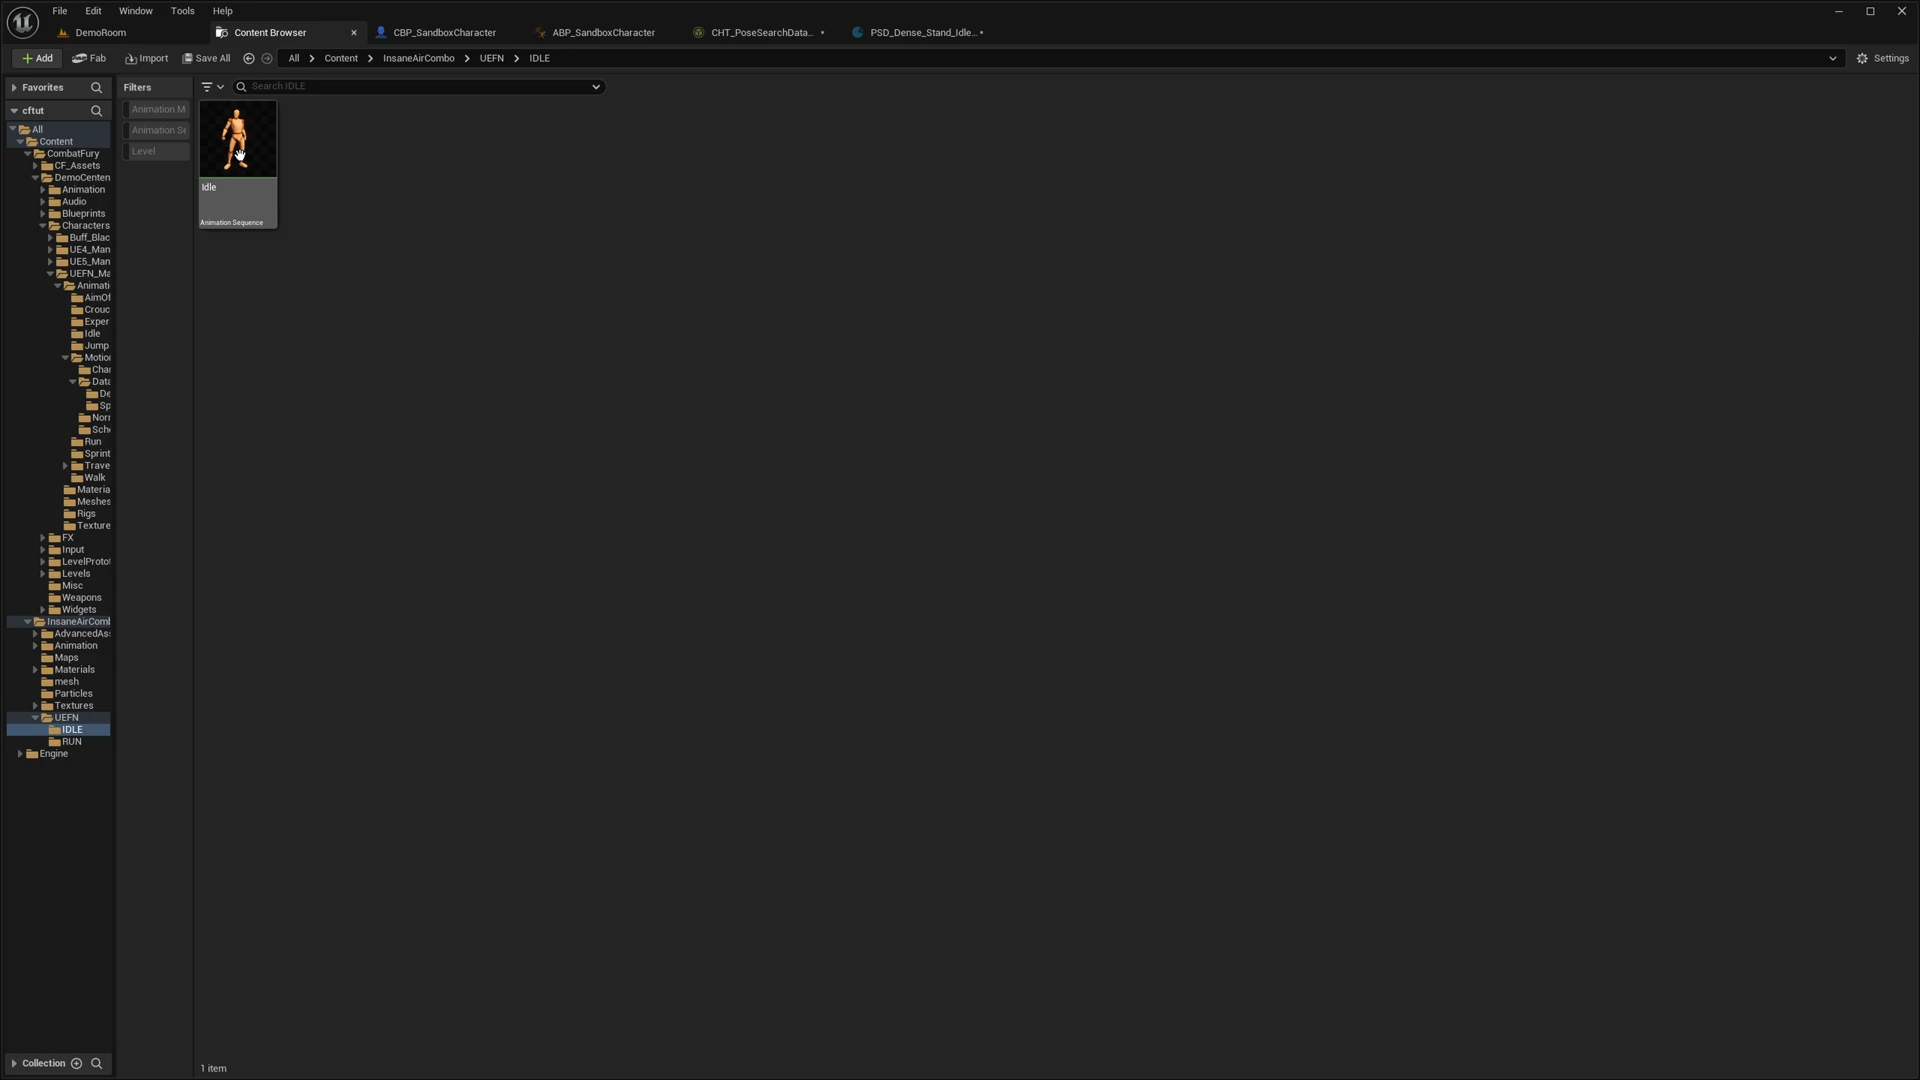 File Edit Window Tools Help
DemoRoom Content Browser CBP_SandboxCharacter ABP_SandboxCharacter CHT_PoseSearchData... • PSD_Dense_Stand_Idle... •
Add Fab Import Save All All Content InsaneAirCombo UEFN IDLE Settings
Favorites Filters Search IDLE
cftut Animation M
All Animation Se
Content Level
CombatFury
CF_Assets
DemoConten
Animation
Audio
Blueprints
Characters
Buff_Blac
UE4_Man
UE5_Man
UEFN_Ma
Animati
AimOf
Crouc
Exper
Idle
Jump
Motion
Cha
Data
De
Sp
Nor
Sch
Run
Sprint
Trave
Walk
Materia
Meshes
Rigs
Texture
FX
Input
LevelProto
Levels
Misc
Weapons
Widgets
InsaneAirComl
AdvancedAs
Animation
Maps
Materials
mesh
Particles
Textures
UEFN
IDLE
RUN
Engine
Idle
Animation Sequence
Collection 1 item